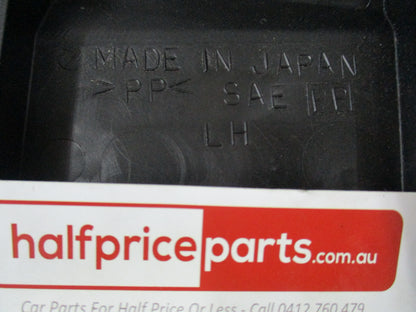 MADE IN JAPAN
>PP< SAE PP
LH
halfpriceparts.com.au
Car Parts For Half Price Or Less - Call 0412 760 479